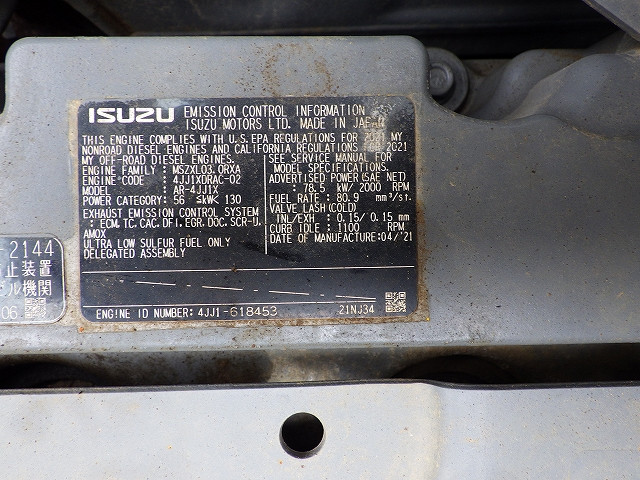 ISUZU EMISSION CONTROL INFORMATION
ISUZU MOTORS LTD. MADE IN JAPAN
THIS ENGINE COMPLIES WITH U.S.EPA REGULATIONS FOR 2021 MY
NONROAD DIESEL ENGINES AND CALIFORNIA REGULATIONS FOR 2021
MY OFF-ROAD DIESEL ENGINES.
ENGINE FAMILY : MSZXL03.0RXA
ENGINE CODE : 4JJ1XDRAC-02
MODEL : AR-4JJ1X
POWER CATEGORY: 56 ≤kW< 130
EXHAUST EMISSION CONTROL SYSTEM
: ECM, TC, CAC, DFI, EGR, DOC, SCR-U,
AMOX
ULTRA LOW SULFUR FUEL ONLY
DELEGATED ASSEMBLY
SEE SERVICE MANUAL FOR
MODEL SPECIFICATIONS.
ADVERTISED POWER(SAE NET)
: 78.5 kW/ 2000 RPM
FUEL RATE : 80.9 mm³/st.
VALVE LASH(COLD)
INL/EXH : 0.15/ 0.15 mm
CURB IDLE : 1100 RPM
DATE OF MANUFACTURE:04/'21
ENGINE ID NUMBER: 4JJ1-618453 21NJ34
-2144
止装置
ゼル機関
06